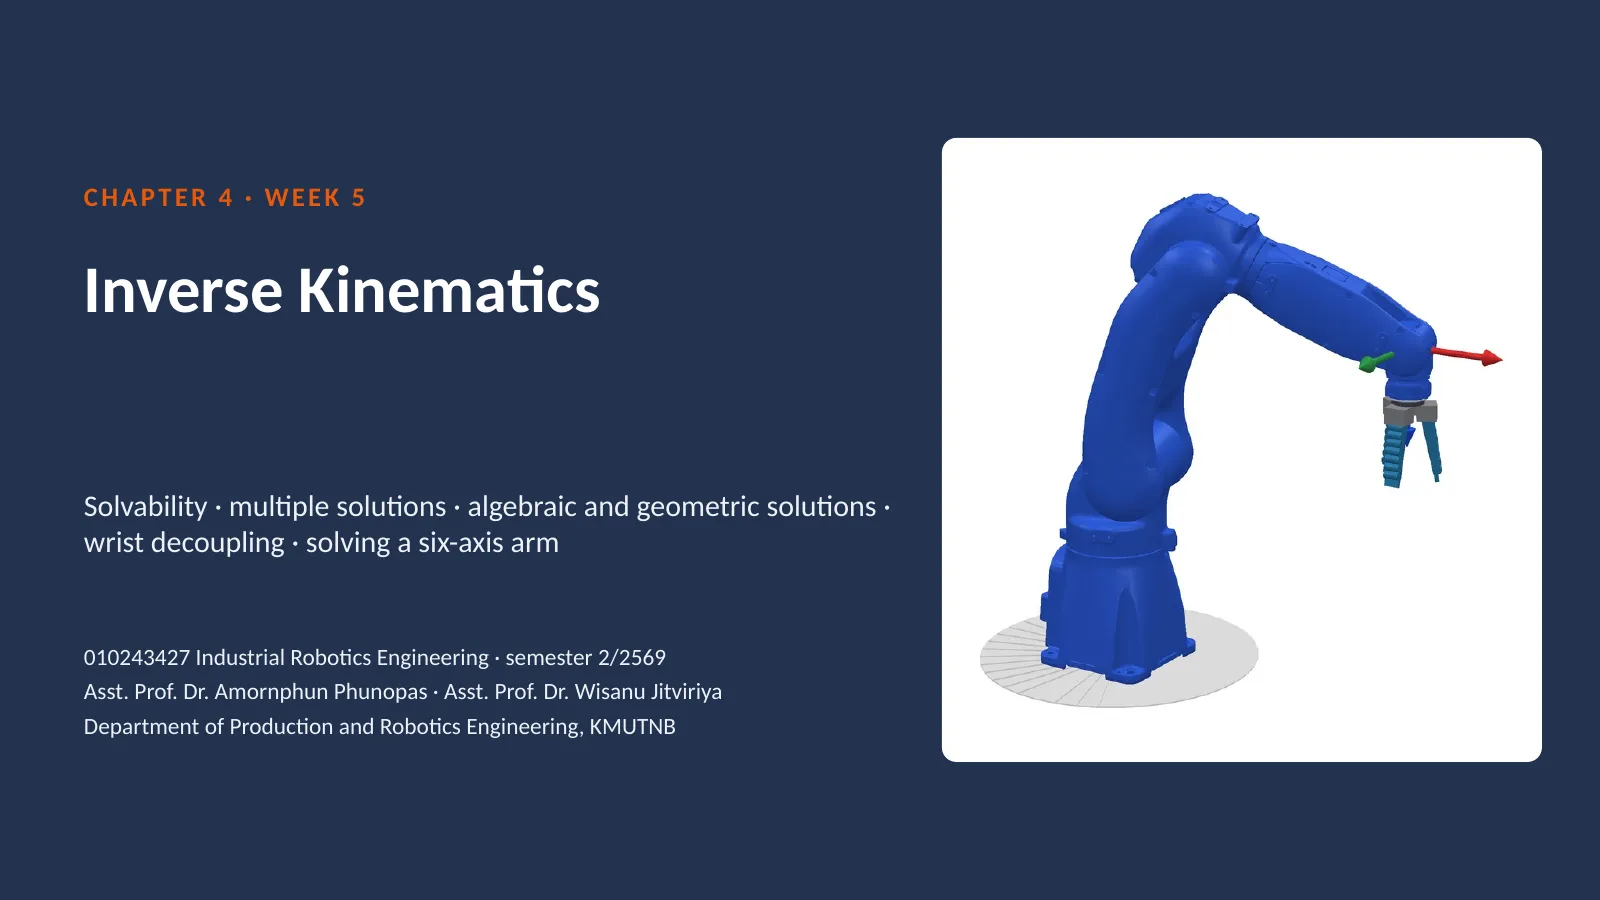 CHAPTER 4 · WEEK 5
Inverse Kinematics
Solvability · multiple solutions · algebraic and geometric solutions ·
wrist decoupling · solving a six-axis arm
010243427 Industrial Robotics Engineering · semester 2/2569
Asst. Prof. Dr. Amornphun Phunopas · Asst. Prof. Dr. Wisanu Jitviriya
Department of Production and Robotics Engineering, KMUTNB